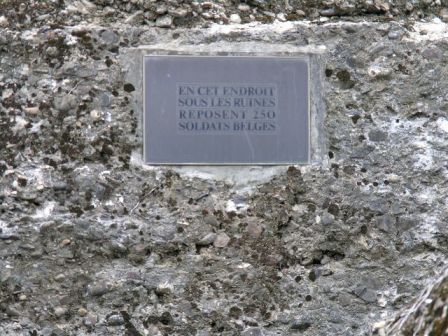 EN CET ENDROIT
SOUS LES RUINES
REPOSENT 250
SOLDATS BELGES